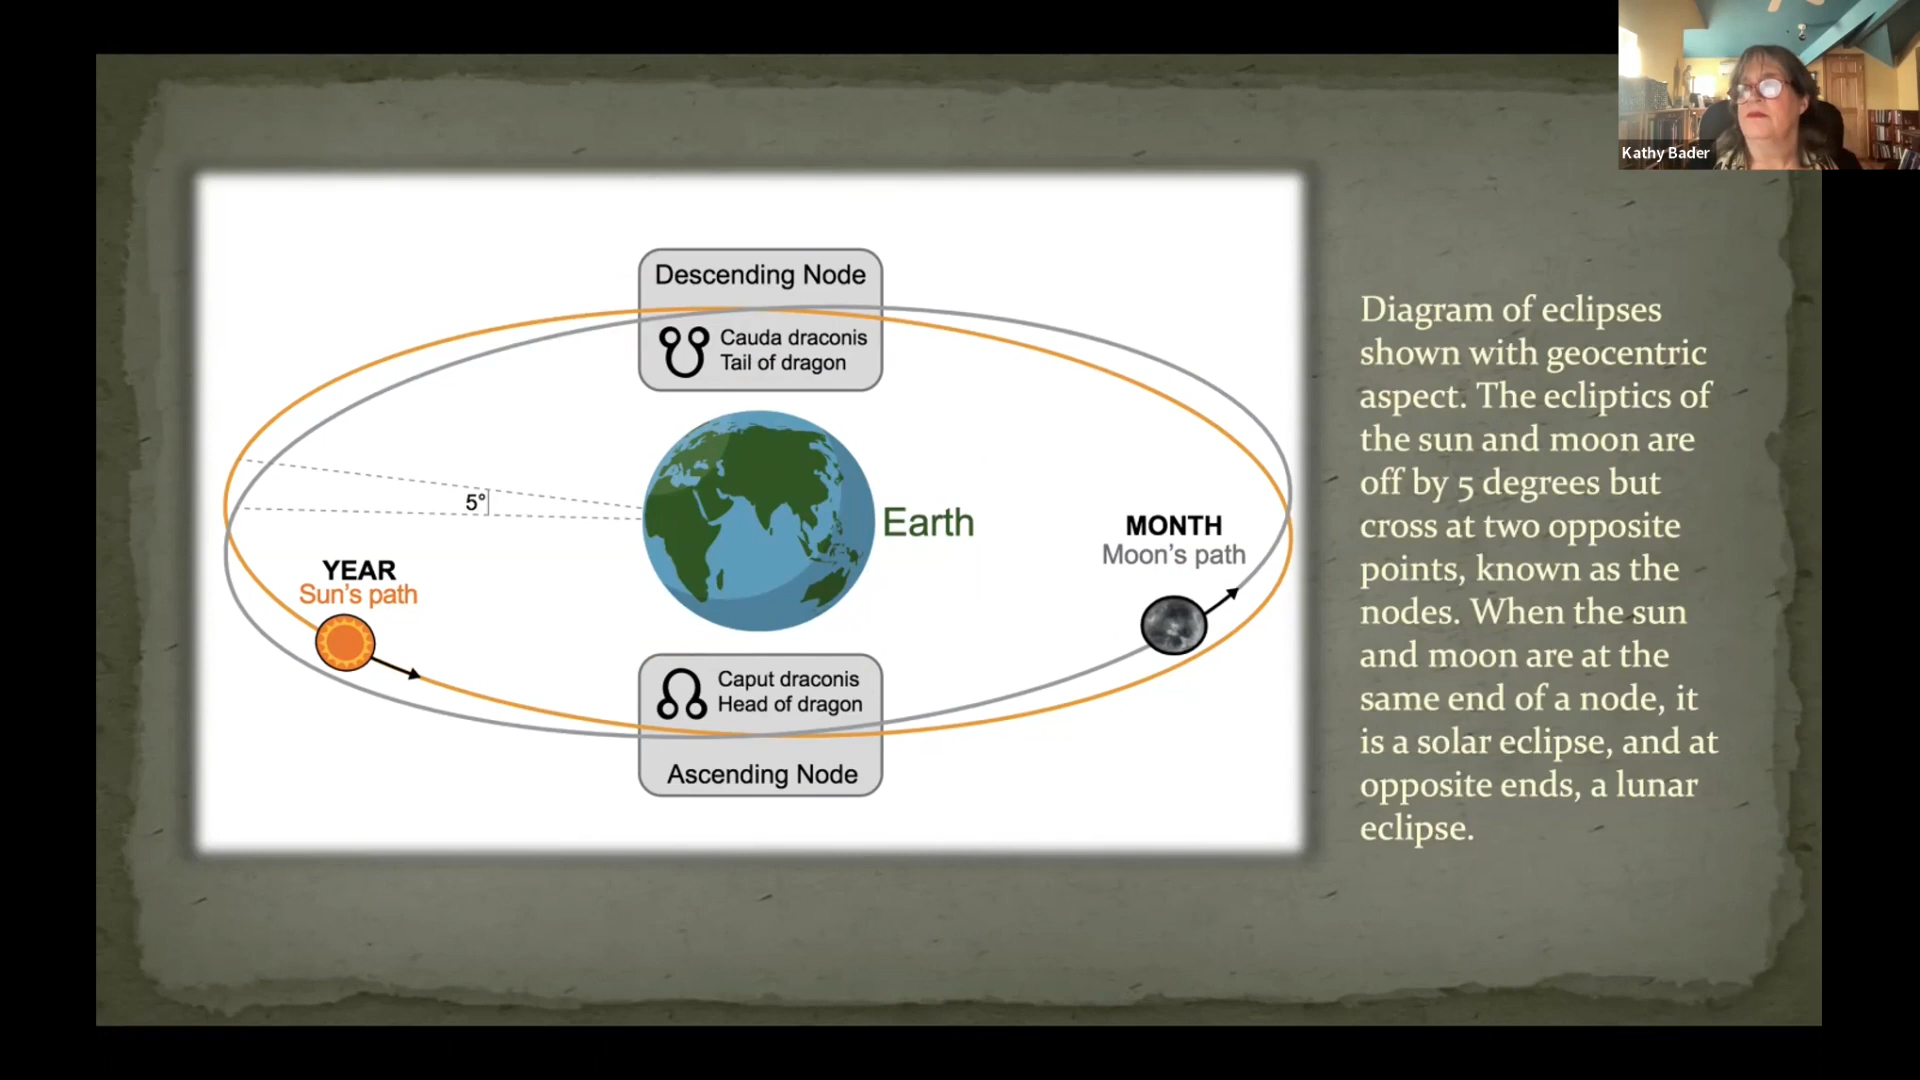 Kathy Bader
Descending Node
Cauda draconis
Tail of dragon
5°
Earth
MONTH
Moon's path
YEAR
Sun's path
Caput draconis
Head of dragon
Ascending Node
Diagram of eclipses
shown with geocentric
aspect. The ecliptics of
the sun and moon are
off by 5 degrees but
cross at two opposite
points, known as the
nodes. When the sun
and moon are at the
same end of a node, it
is a solar eclipse, and at
opposite ends, a lunar
eclipse.